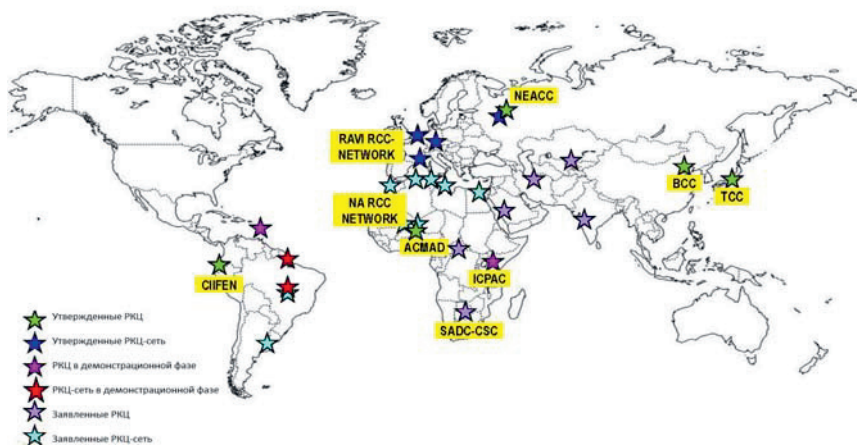 NEACC
RAVI RCC-
NETWORK
BCC
TCC
NA RCC
NETWORK
ACMAD
CIIFEN
ICPAC
SADC-CSC
Утвержденные РКЦ
Утвержденные РКЦ-сеть
РКЦ в демонстрационной фазе
РКЦ-сеть в демонстрационной фазе
Заявленные РКЦ
Заявленные РКЦ-сеть